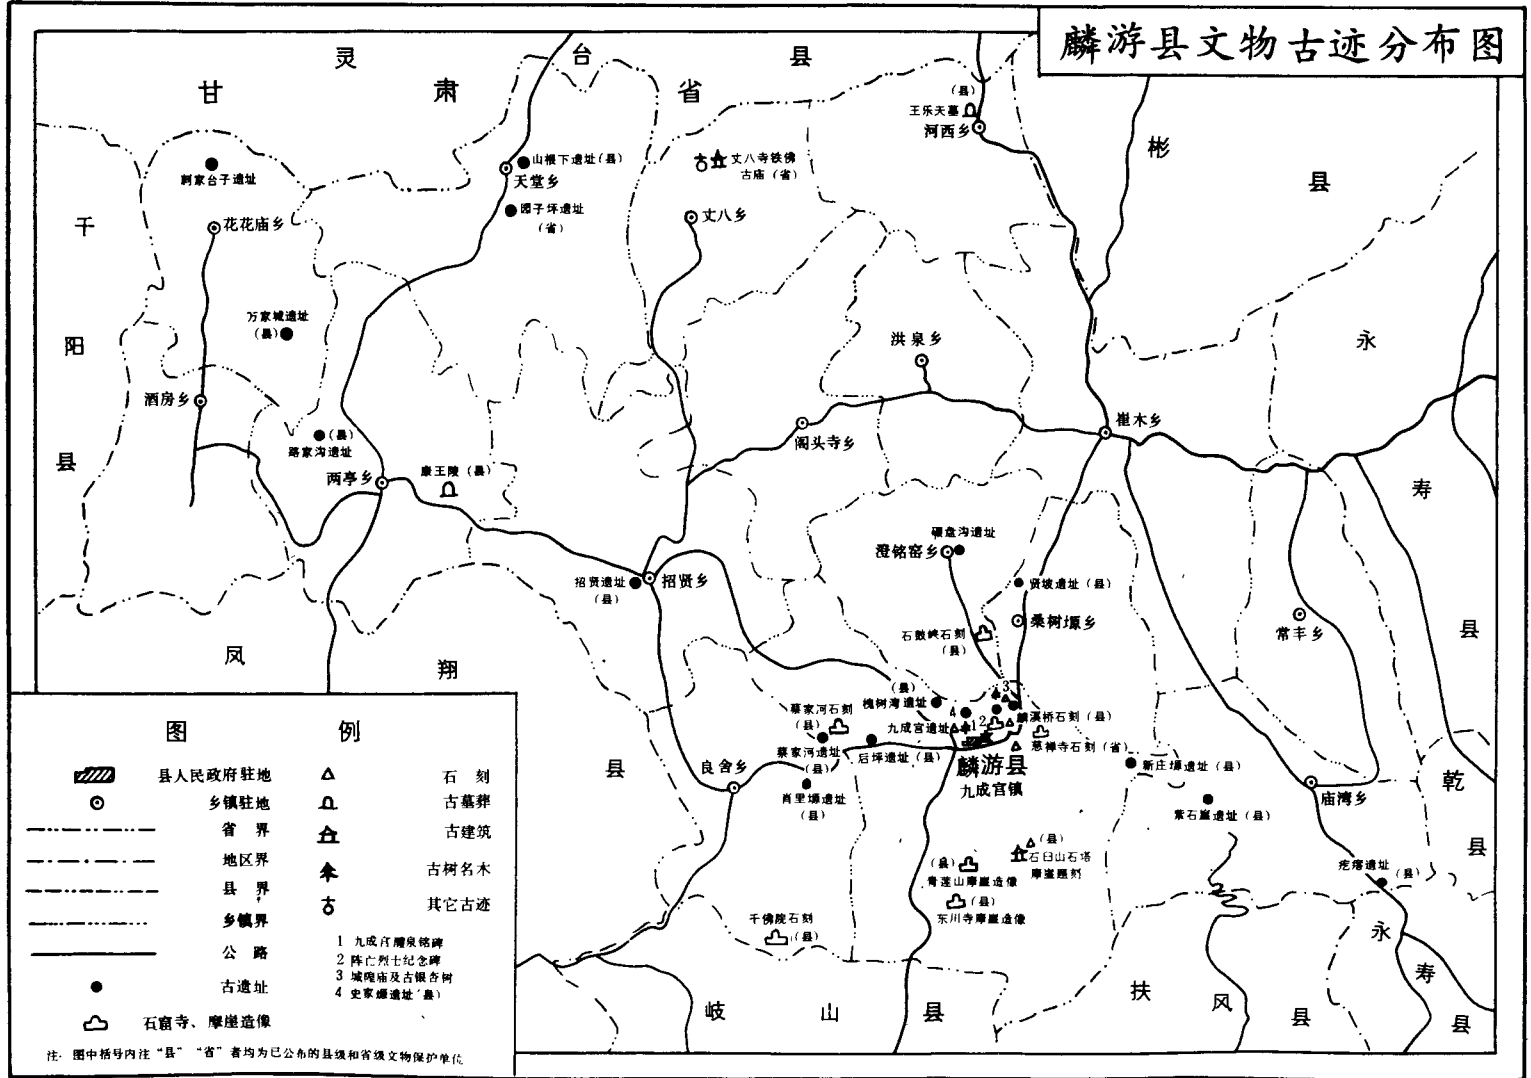 麟游县文物古迹分布图
灵台县
甘肃省
彬县
千阳县
永寿县
乾县
凤翔县
岐山县
扶风县
永寿县
(县)
王乐天墓
河西乡
山根下遗址(县)
天堂乡
园子坪遗址
(省)
丈八寺铁佛
古庙(省)
丈八乡
蔄家台子遗址
花花庙乡
万家城遗址
(县)
酒房乡
(县)
路家沟遗址
两亭乡
康王陵(县)
洪泉乡
阁头寺乡
崔木乡
碾盘沟遗址
澄铭窑乡
招贤遗址
(县)
招贤乡
贤坡遗址(县)
桑树塬乡
石鼓峡石刻
(县)
常丰乡
(县)
槐树湾遗址
3
4
2
1
蔡家河石刻
(县)
九成宫遗址
麟溪桥石刻(县)
慈禅寺石刻(省)
蔡家河遗址
(县)
后坪遗址(县)
麟游县
九成宫镇
良舍乡
肖里塬遗址
(县)
新庄塬遗址(县)
紫石崖遗址(县)
庙湾乡
疙瘩遗址
(县)
(县)
石臼山石塔
摩崖题刻
(县)
青莲山摩崖造像
(县)
东川寺摩崖造像
千佛院石刻
(县)
图例
县人民政府驻地
乡镇驻地
省界
地区界
县界
乡镇界
公路
古遗址
石窟寺、摩崖造像
石刻
古墓葬
古建筑
古树名木
其它古迹
1 九成宫醴泉铭碑
2 阵亡烈士纪念碑
3 城隍庙及古银杏树
4 史家塬遗址(县)
注:图中括号内注“县”“省”者均为已公布的县级和省级文物保护单位